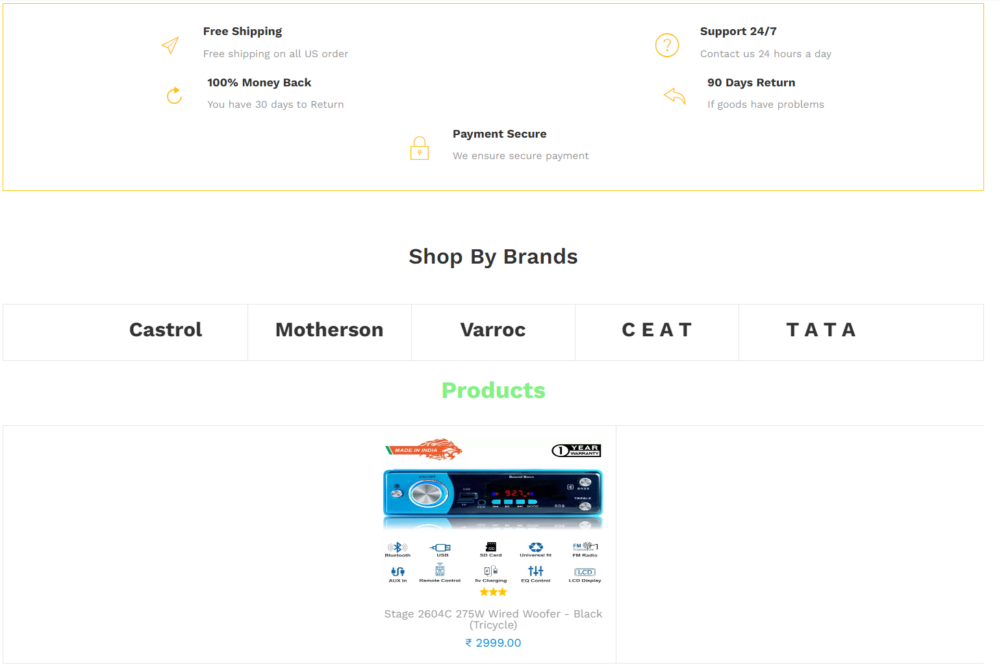 Free Shipping
Free shipping on all US order
Support 24/7
Contact us 24 hours a day
100% Money Back
You have 30 days to Return
90 Days Return
If goods have problems
Payment Secure
We ensure secure payment
Shop By Brands
Castrol
Motherson
Varroc
C E A T
T A T A
Products
MADE IN INDIA
1 YEAR
WARRANTY
VOLUME
Sound Boss
USB
TF
AUX
92.7
MODE
009
BASS
TREBLE
Bluetooth
USB
SD
SD Card
Universal fit
FM
FM Radio
AUX In
Remote Control
5v Charging
EQ Control
LCD
LCD Display
Stage 2604C 275W Wired Woofer - Black
(Tricycle)
₹ 2999.00